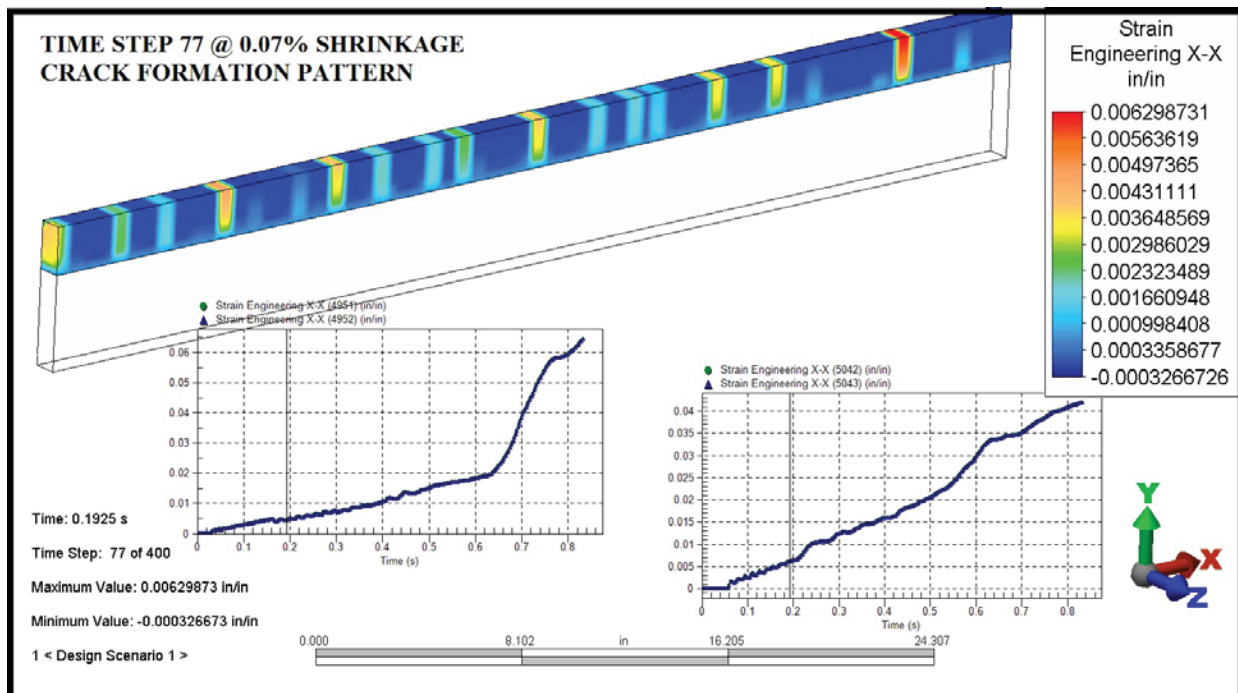 TIME STEP 77 @ 0.07% SHRINKAGE
CRACK FORMATION PATTERN
Strain
Engineering X-X
in/in
0.006298731
0.00563619
0.00497365
0.00431111
0.003648569
0.002986029
0.002323489
0.001660948
0.000998408
0.0003358677
-0.0003266726
Strain Engineering X-X (4951) (in/in)
Strain Engineering X-X (4952) (in/in)
0.06
0.05
0.04
0.03
0.02
0.01
0
0 0.1 0.2 0.3 0.4 0.5 0.6 0.7 0.8
Time (s)
Strain Engineering X-X (5042) (in/in)
Strain Engineering X-X (5043) (in/in)
0.04
0.035
0.03
0.025
0.02
0.015
0.01
0.005
0
0 0.1 0.2 0.3 0.4 0.5 0.6 0.7 0.8
Time (s)
Y
X
Z
Time: 0.1925 s
Time Step: 77 of 400
Maximum Value: 0.00629873 in/in
Minimum Value: -0.000326673 in/in
1 < Design Scenario 1 >
0.000 8.102 in 16.205 24.307